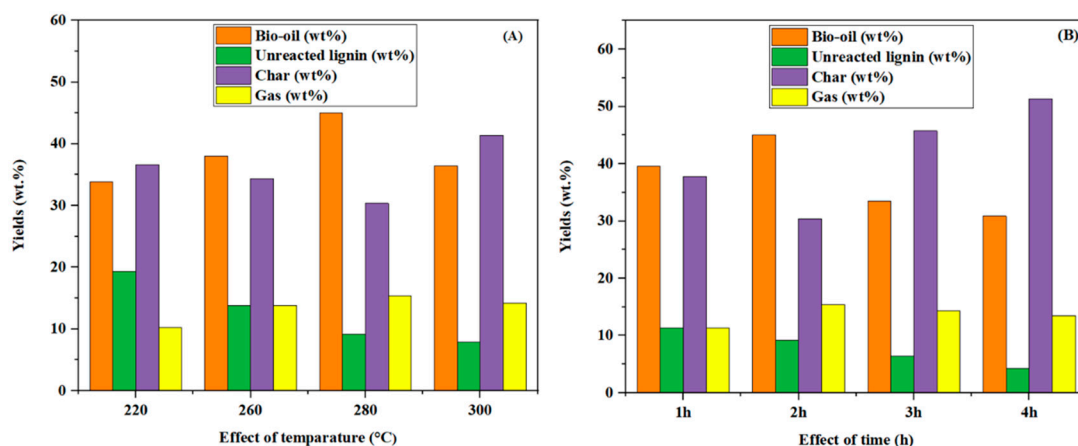 (A)
Bio-oil (wt%)
Unreacted lignin (wt%)
Char (wt%)
Gas (wt%)
Yields (wt.%)
60
50
40
30
20
10
0
220 260 280 300
Effect of temparature (°C)
(B)
Bio-oil (wt%)
Unreacted lignin (wt%)
Char (wt%)
Gas (wt%)
Yields (wt.%)
60
50
40
30
20
10
0
1h 2h 3h 4h
Effect of time (h)